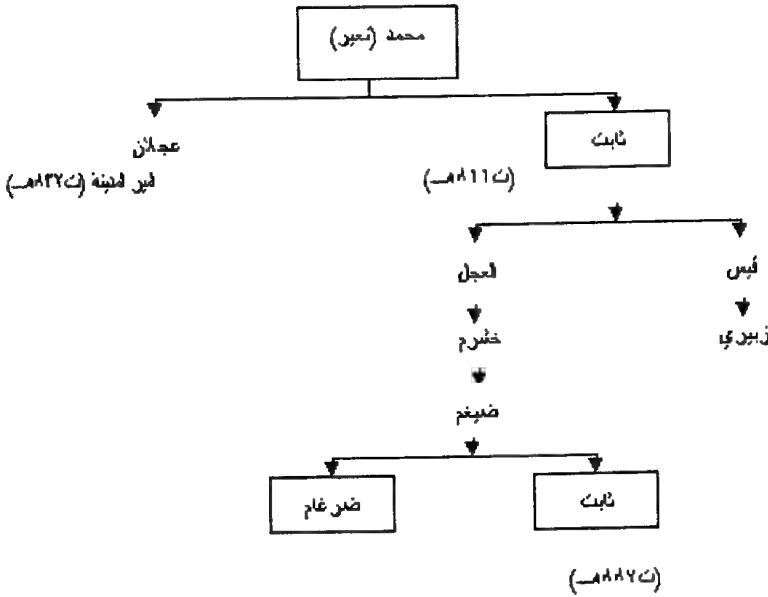 محمد (نعير)
ثابت
عجلان
(ت٨١١هـ)
أمير المدينة (ت٨٣٢هـ)
قيس
العجل
زبيري
خشرم
ضيغم
ثابت
ضرغام
(ت٨٨٧هـ)